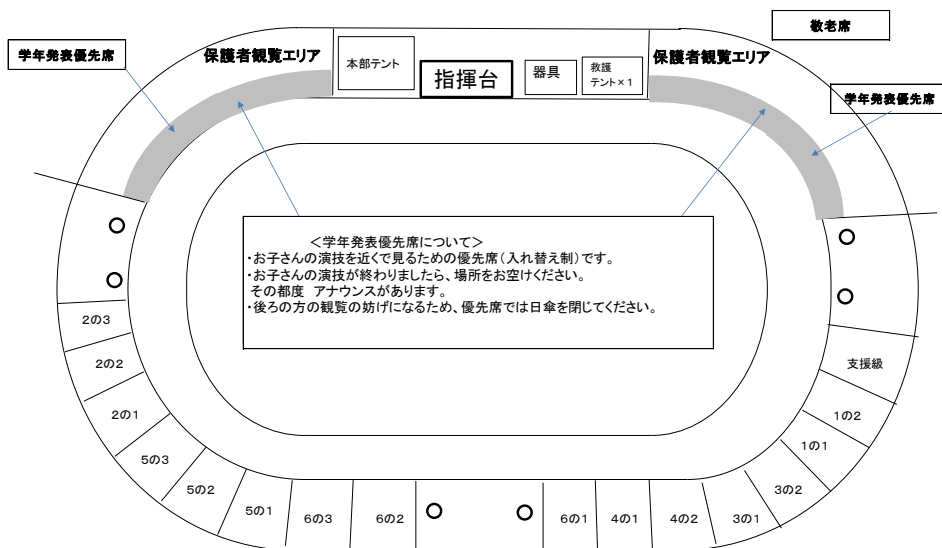 敬老席
学年発表優先席
保護者観覧エリア
本部テント
指揮台
器具
救護
テント×1
保護者観覧エリア
学年発表優先席
＜学年発表優先席について＞
・お子さんの演技を近くで見るための優先席（入れ替え制）です。
・お子さんの演技が終わりましたら、場所をお空けください。
その都度 アナウンスがあります。
・後ろの方の観覧の妨げになるため、優先席では日傘を閉じてください。
2の3
2の2
2の1
5の3
5の2
5の1
6の3
6の2
6の1
4の1
4の2
3の1
3の2
1の1
1の2
支援級